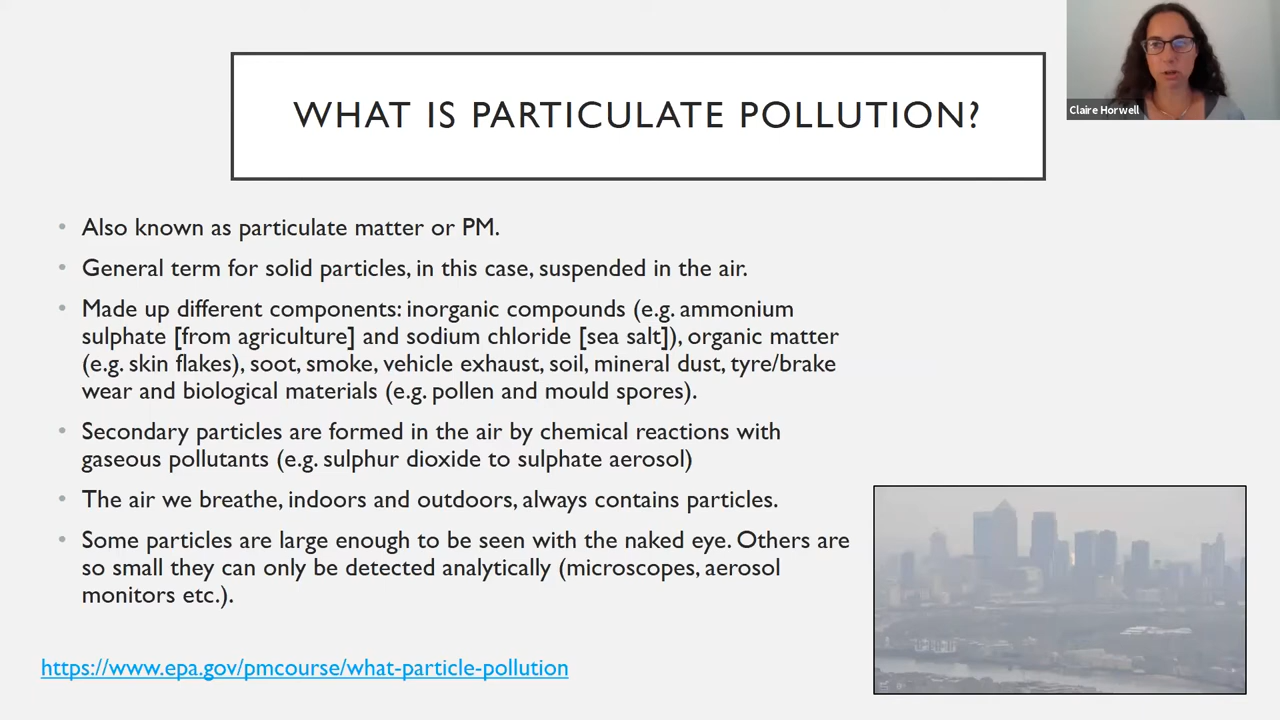 WHAT IS PARTICULATE POLLUTION?
Claire Horwell
• Also known as particulate matter or PM.
• General term for solid particles, in this case, suspended in the air.
• Made up different components: inorganic compounds (e.g. ammonium
sulphate [from agriculture] and sodium chloride [sea salt]), organic matter
(e.g. skin flakes), soot, smoke, vehicle exhaust, soil, mineral dust, tyre/brake
wear and biological materials (e.g. pollen and mould spores).
• Secondary particles are formed in the air by chemical reactions with
gaseous pollutants (e.g. sulphur dioxide to sulphate aerosol)
• The air we breathe, indoors and outdoors, always contains particles.
• Some particles are large enough to be seen with the naked eye. Others are
so small they can only be detected analytically (microscopes, aerosol
monitors etc.).
https://www.epa.gov/pmcourse/what-particle-pollution